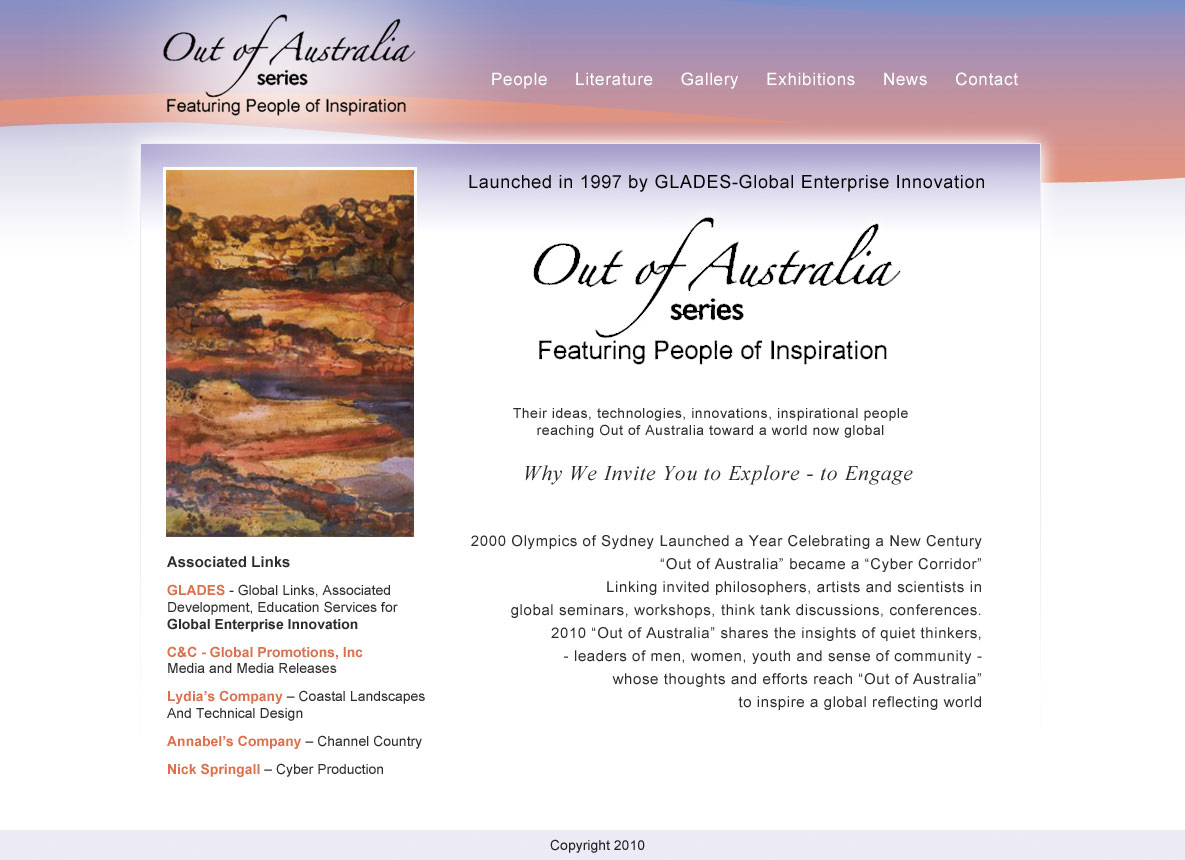 Out of Australia
series
Featuring People of Inspiration
People Literature Gallery Exhibitions News Contact
Launched in 1997 by GLADES-Global Enterprise Innovation
Out of Australia
series
Featuring People of Inspiration
Their ideas, technologies, innovations, inspirational people
reaching Out of Australia toward a world now global
Why We Invite You to Explore - to Engage
2000 Olympics of Sydney Launched a Year Celebrating a New Century
“Out of Australia” became a “Cyber Corridor”
Linking invited philosophers, artists and scientists in
global seminars, workshops, think tank discussions, conferences.
2010 “Out of Australia” shares the insights of quiet thinkers,
- leaders of men, women, youth and sense of community -
whose thoughts and efforts reach “Out of Australia”
to inspire a global reflecting world
Associated Links
GLADES - Global Links, Associated
Development, Education Services for
Global Enterprise Innovation
C&C - Global Promotions, Inc
Media and Media Releases
Lydia’s Company – Coastal Landscapes
And Technical Design
Annabel’s Company – Channel Country
Nick Springall – Cyber Production
Copyright 2010